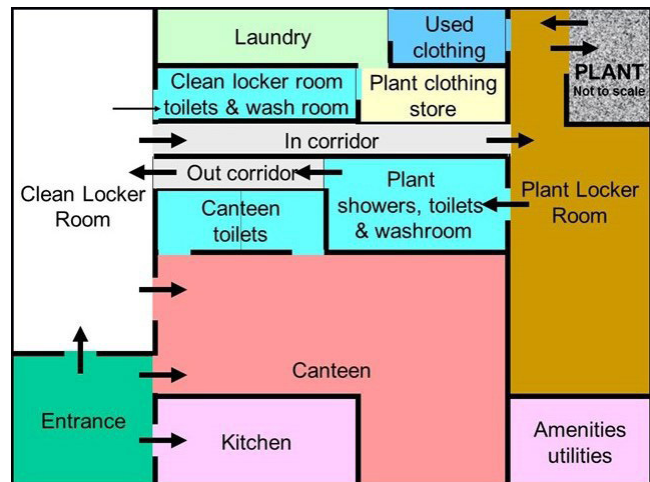 Laundry
Used
clothing
PLANT
Not to scale
Clean locker room
toilets & wash room
Plant clothing
store
In corridor
Out corridor
Clean Locker
Room
Plant
showers, toilets
& washroom
Plant Locker
Room
Canteen
toilets
Canteen
Entrance
Kitchen
Amenities
utilities